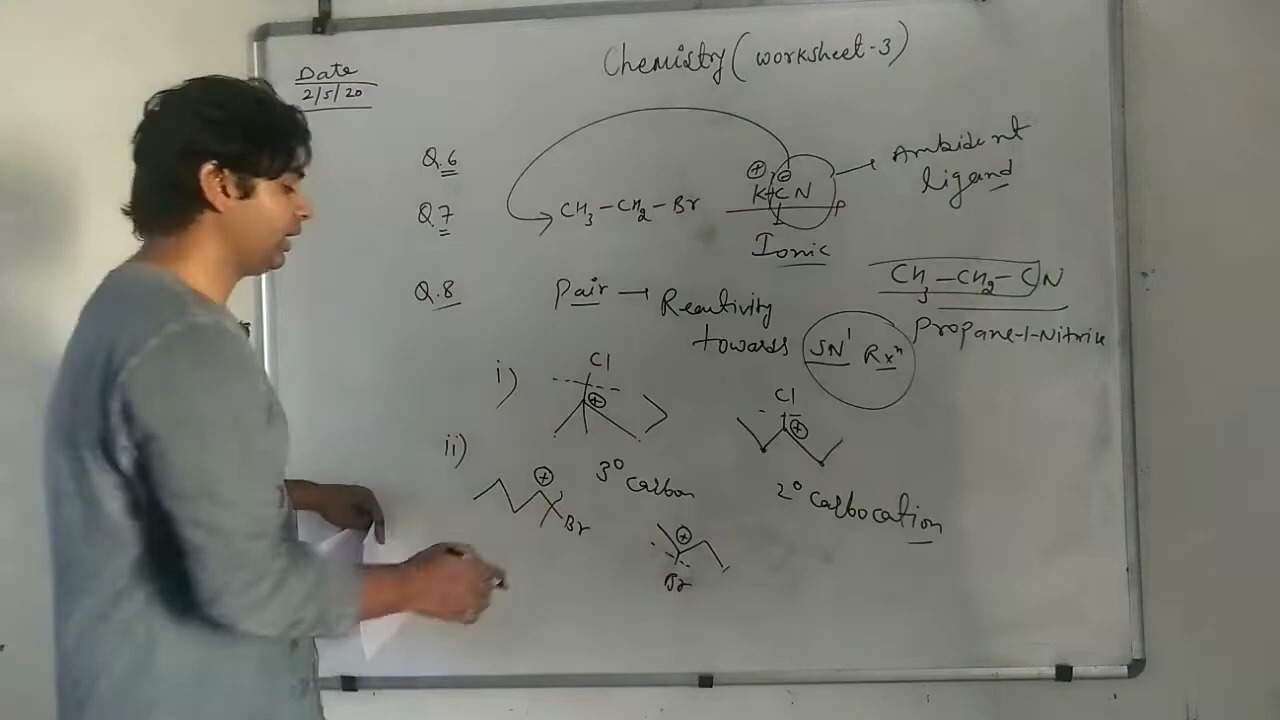 Chemistry (worksheet-3)
Date
2/5/20
Q.6
Q.7
Q.8
CH3-CH2-Br
⊕ ⊖
K+CN
Ambident
ligand
Ionic
CH3-CH2-CN
Propane-1-Nitrile
Pair → Reactivity
towards SN1 Rxn
i)
Cl
⊕
Cl
⊕
3° Carbon
2° Carbocation
ii)
⊕
Br
⊕
Br